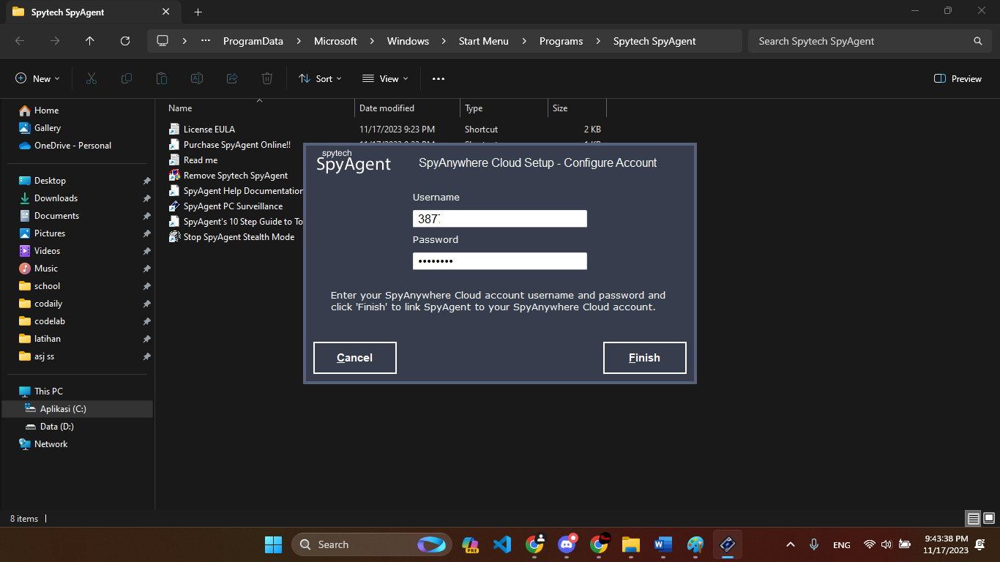 Spytech SpyAgent
ProgramData > Microsoft > Windows > Start Menu > Programs > Spytech SpyAgent
Search Spytech SpyAgent
New
Sort
View
Preview
Home
Gallery
OneDrive - Personal
Desktop
Downloads
Documents
Pictures
Videos
Music
school
codaily
codelab
latihan
asj ss
This PC
Aplikasi (C:)
Data (D:)
Network
Name Date modified Type Size
License EULA 11/17/2023 9:23 PM Shortcut 2 KB
Purchase SpyAgent Online!!
Read me
Remove Spytech SpyAgent
SpyAgent Help Documentation
SpyAgent PC Surveillance
SpyAgent's 10 Step Guide to To
Stop SpyAgent Stealth Mode
spytech
SpyAgent
SpyAnywhere Cloud Setup - Configure Account
Username
387
Password
Enter your SpyAnywhere Cloud account username and password and
click 'Finish' to link SpyAgent to your SpyAnywhere Cloud account.
Cancel
Finish
8 items
Search
PRE
ENG
9:43:38 PM
11/17/2023